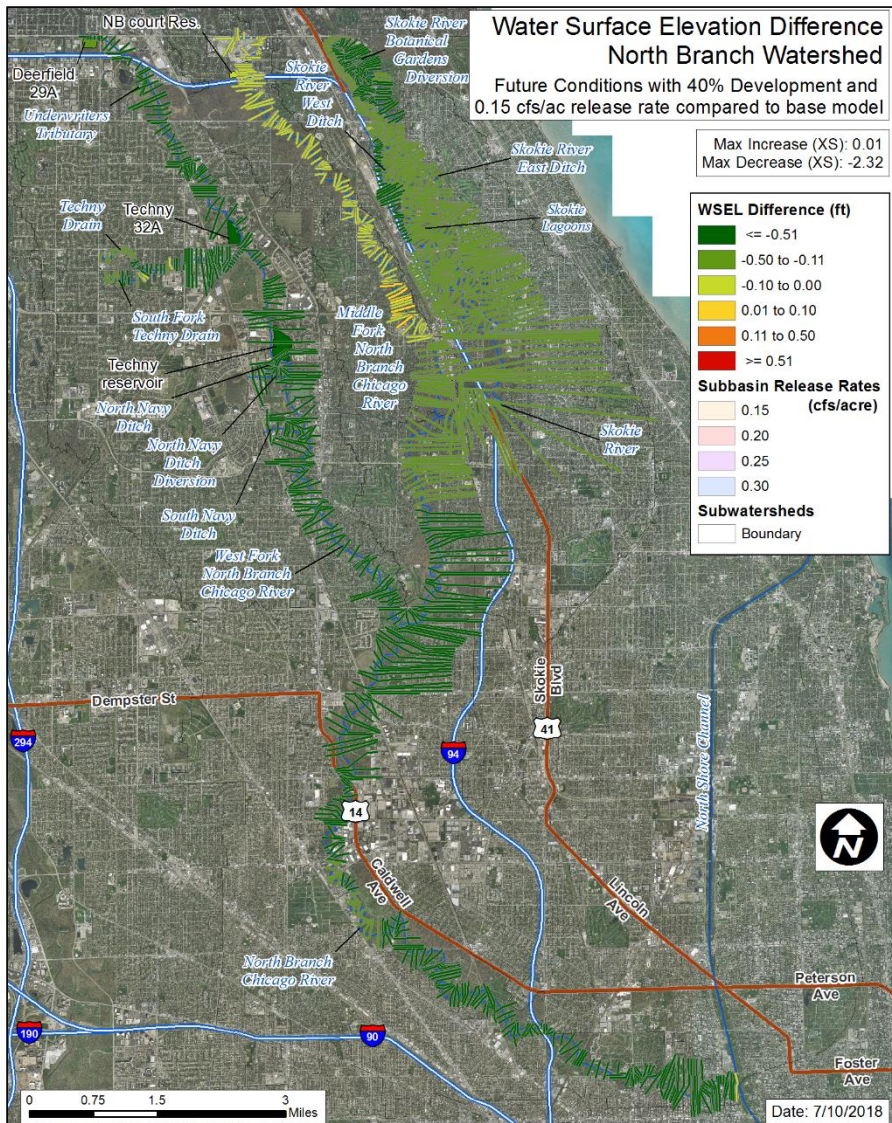 Water Surface Elevation Difference
North Branch Watershed
Future Conditions with 40% Development and
0.15 cfs/ac release rate compared to base model
Max Increase (XS): 0.01
Max Decrease (XS): -2.32
WSEL Difference (ft)
<= -0.51
-0.50 to -0.11
-0.10 to 0.00
0.01 to 0.10
0.11 to 0.50
>= 0.51
Subbasin Release Rates
(cfs/acre)
0.15
0.20
0.25
0.30
Subwatersheds
Boundary
NB court Res.
Deerfield
29A
Underwriters
Tributary
Skokie
River
West
Ditch
Skokie River
Botanical
Gardens
Diversion
Skokie River
East Ditch
Skokie
Lagoons
Techny
Drain
Techny
32A
South Fork
Techny Drain
Techny
reservoir
North Navy
Ditch
North Navy
Ditch
Diversion
South Navy
Ditch
West Fork
North Branch
Chicago River
Middle
Fork
North
Branch
Chicago
River
Skokie
River
Dempster St
294
94
Skokie
Blvd
41
14
Caldwell
Ave
Lincoln
Ave
North Shore Channel
N
North Branch
Chicago River
Peterson
Ave
Foster
Ave
190
90
0 0.75 1.5 3
Miles
Date: 7/10/2018